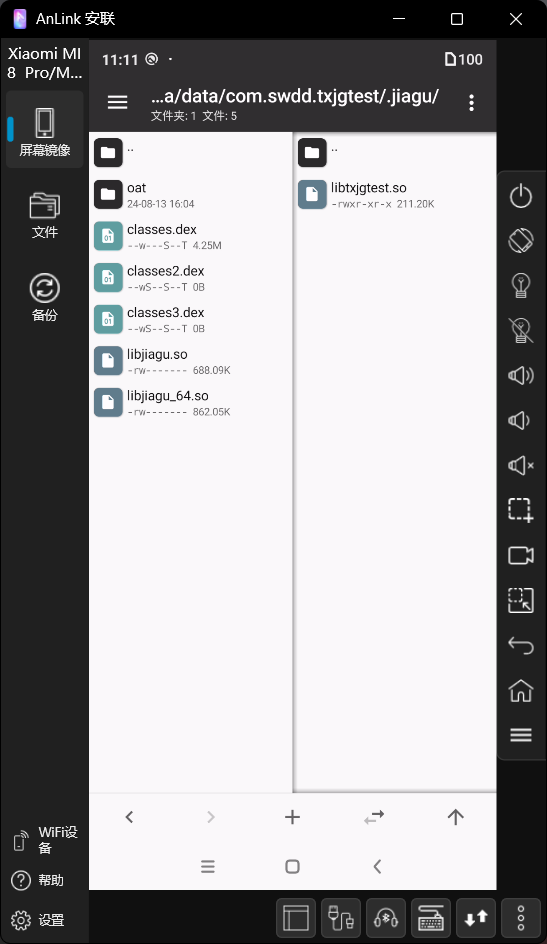 AnLink 安联
Xiaomi MI
8 Pro/M...
屏幕镜像
文件
备份
WiFi设
备
帮助
设置
11:11
100
...a/data/com.swdd.txjgtest/.jiagu/
文件夹: 1 文件: 5
..
oat
24-08-13 16:04
classes.dex
--w---S--T 4.25M
classes2.dex
--wS--S--T 0B
classes3.dex
--wS--S--T 0B
libjiagu.so
-rw------- 688.09K
libjiagu_64.so
-rw------- 862.05K
..
libtxjgtest.so
-rwxr-xr-x 211.20K